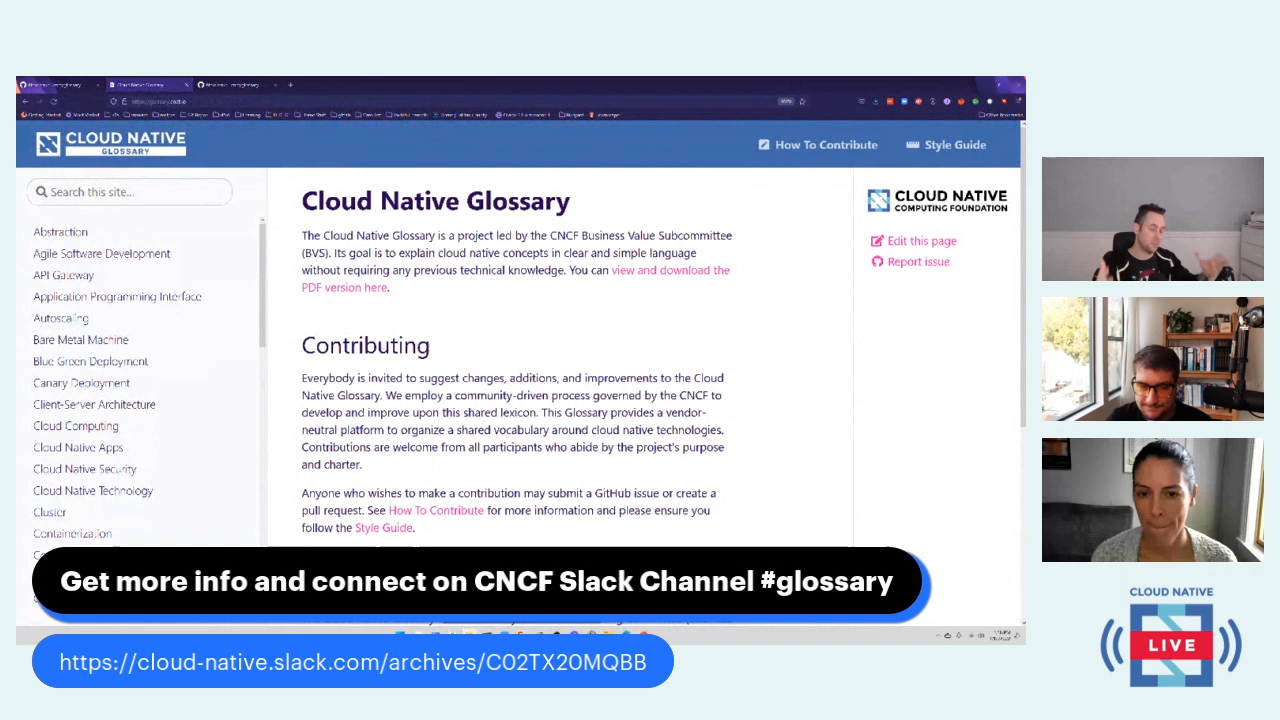 CLOUD NATIVE
GLOSSARY
How To Contribute
Style Guide
Search this site...
Abstraction
Agile Software Development
API Gateway
Application Programming Interface
Autoscaling
Bare Metal Machine
Blue Green Deployment
Canary Deployment
Client-Server Architecture
Cloud Computing
Cloud Native Apps
Cloud Native Security
Cloud Native Technology
Cluster
Containerization
Cloud Native Glossary
The Cloud Native Glossary is a project led by the CNCF Business Value Subcommittee
(BVS). Its goal is to explain cloud native concepts in clear and simple language
without requiring any previous technical knowledge. You can view and download the
PDF version here.
Contributing
Everybody is invited to suggest changes, additions, and improvements to the Cloud
Native Glossary. We employ a community-driven process governed by the CNCF to
develop and improve upon this shared lexicon. This Glossary provides a vendor-
neutral platform to organize a shared vocabulary around cloud native technologies.
Contributions are welcome from all participants who abide by the project's purpose
and charter.
Anyone who wishes to make a contribution may submit a GitHub issue or create a
pull request. See How To Contribute for more information and please ensure you
follow the Style Guide.
CLOUD NATIVE
COMPUTING FOUNDATION
Edit this page
Report issue
Get more info and connect on CNCF Slack Channel #glossary
https://cloud-native.slack.com/archives/C02TX20MQBB
CLOUD NATIVE
LIVE